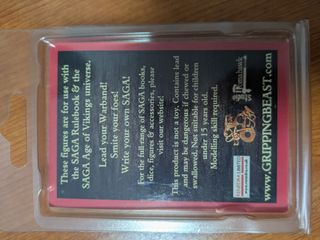 These figures are for use with
the SAGA Rulebook & the
SAGA Age of Vikings universe.
Lead your Warband!
Smite your foes!
Write your own SAGA!
For the full range of SAGA books,
dice, figures & accessories, please
visit our website!
This product is not a toy. Contains lead
and may be dangerous if chewed or
swallowed. Not suitable for children
under 15 years old.
Modelling skill required.
www.GRIPPINGBEAST.com